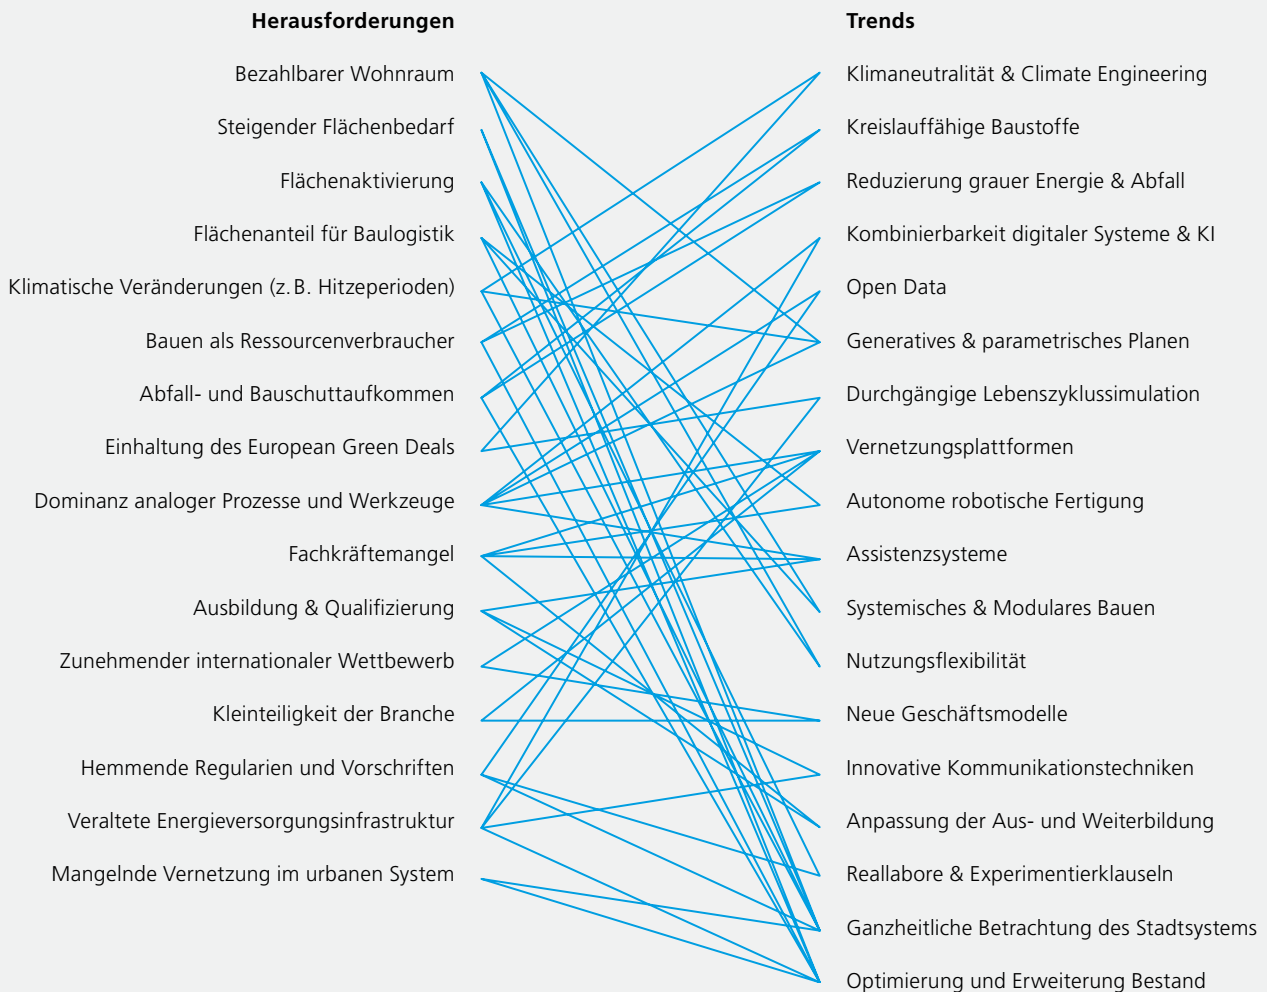 Herausforderungen
Bezahlbarer Wohnraum
Steigender Flächenbedarf
Flächenaktivierung
Flächenanteil für Baulogistik
Klimatische Veränderungen (z. B. Hitzeperioden)
Bauen als Ressourcenverbraucher
Abfall- und Bauschuttaufkommen
Einhaltung des European Green Deals
Dominanz analoger Prozesse und Werkzeuge
Fachkräftemangel
Ausbildung & Qualifizierung
Zunehmender internationaler Wettbewerb
Kleinteiligkeit der Branche
Hemmende Regularien und Vorschriften
Veraltete Energieversorgungsinfrastruktur
Mangelnde Vernetzung im urbanen System
Trends
Klimaneutralität & Climate Engineering
Kreislauffähige Baustoffe
Reduzierung grauer Energie & Abfall
Kombinierbarkeit digitaler Systeme & KI
Open Data
Generatives & parametrisches Planen
Durchgängige Lebenszyklussimulation
Vernetzungsplattformen
Autonome robotische Fertigung
Assistenzsysteme
Systemisches & Modulares Bauen
Nutzungsflexibilität
Neue Geschäftsmodelle
Innovative Kommunikationstechniken
Anpassung der Aus- und Weiterbildung
Reallabore & Experimentierklauseln
Ganzheitliche Betrachtung des Stadtsystems
Optimierung und Erweiterung Bestand